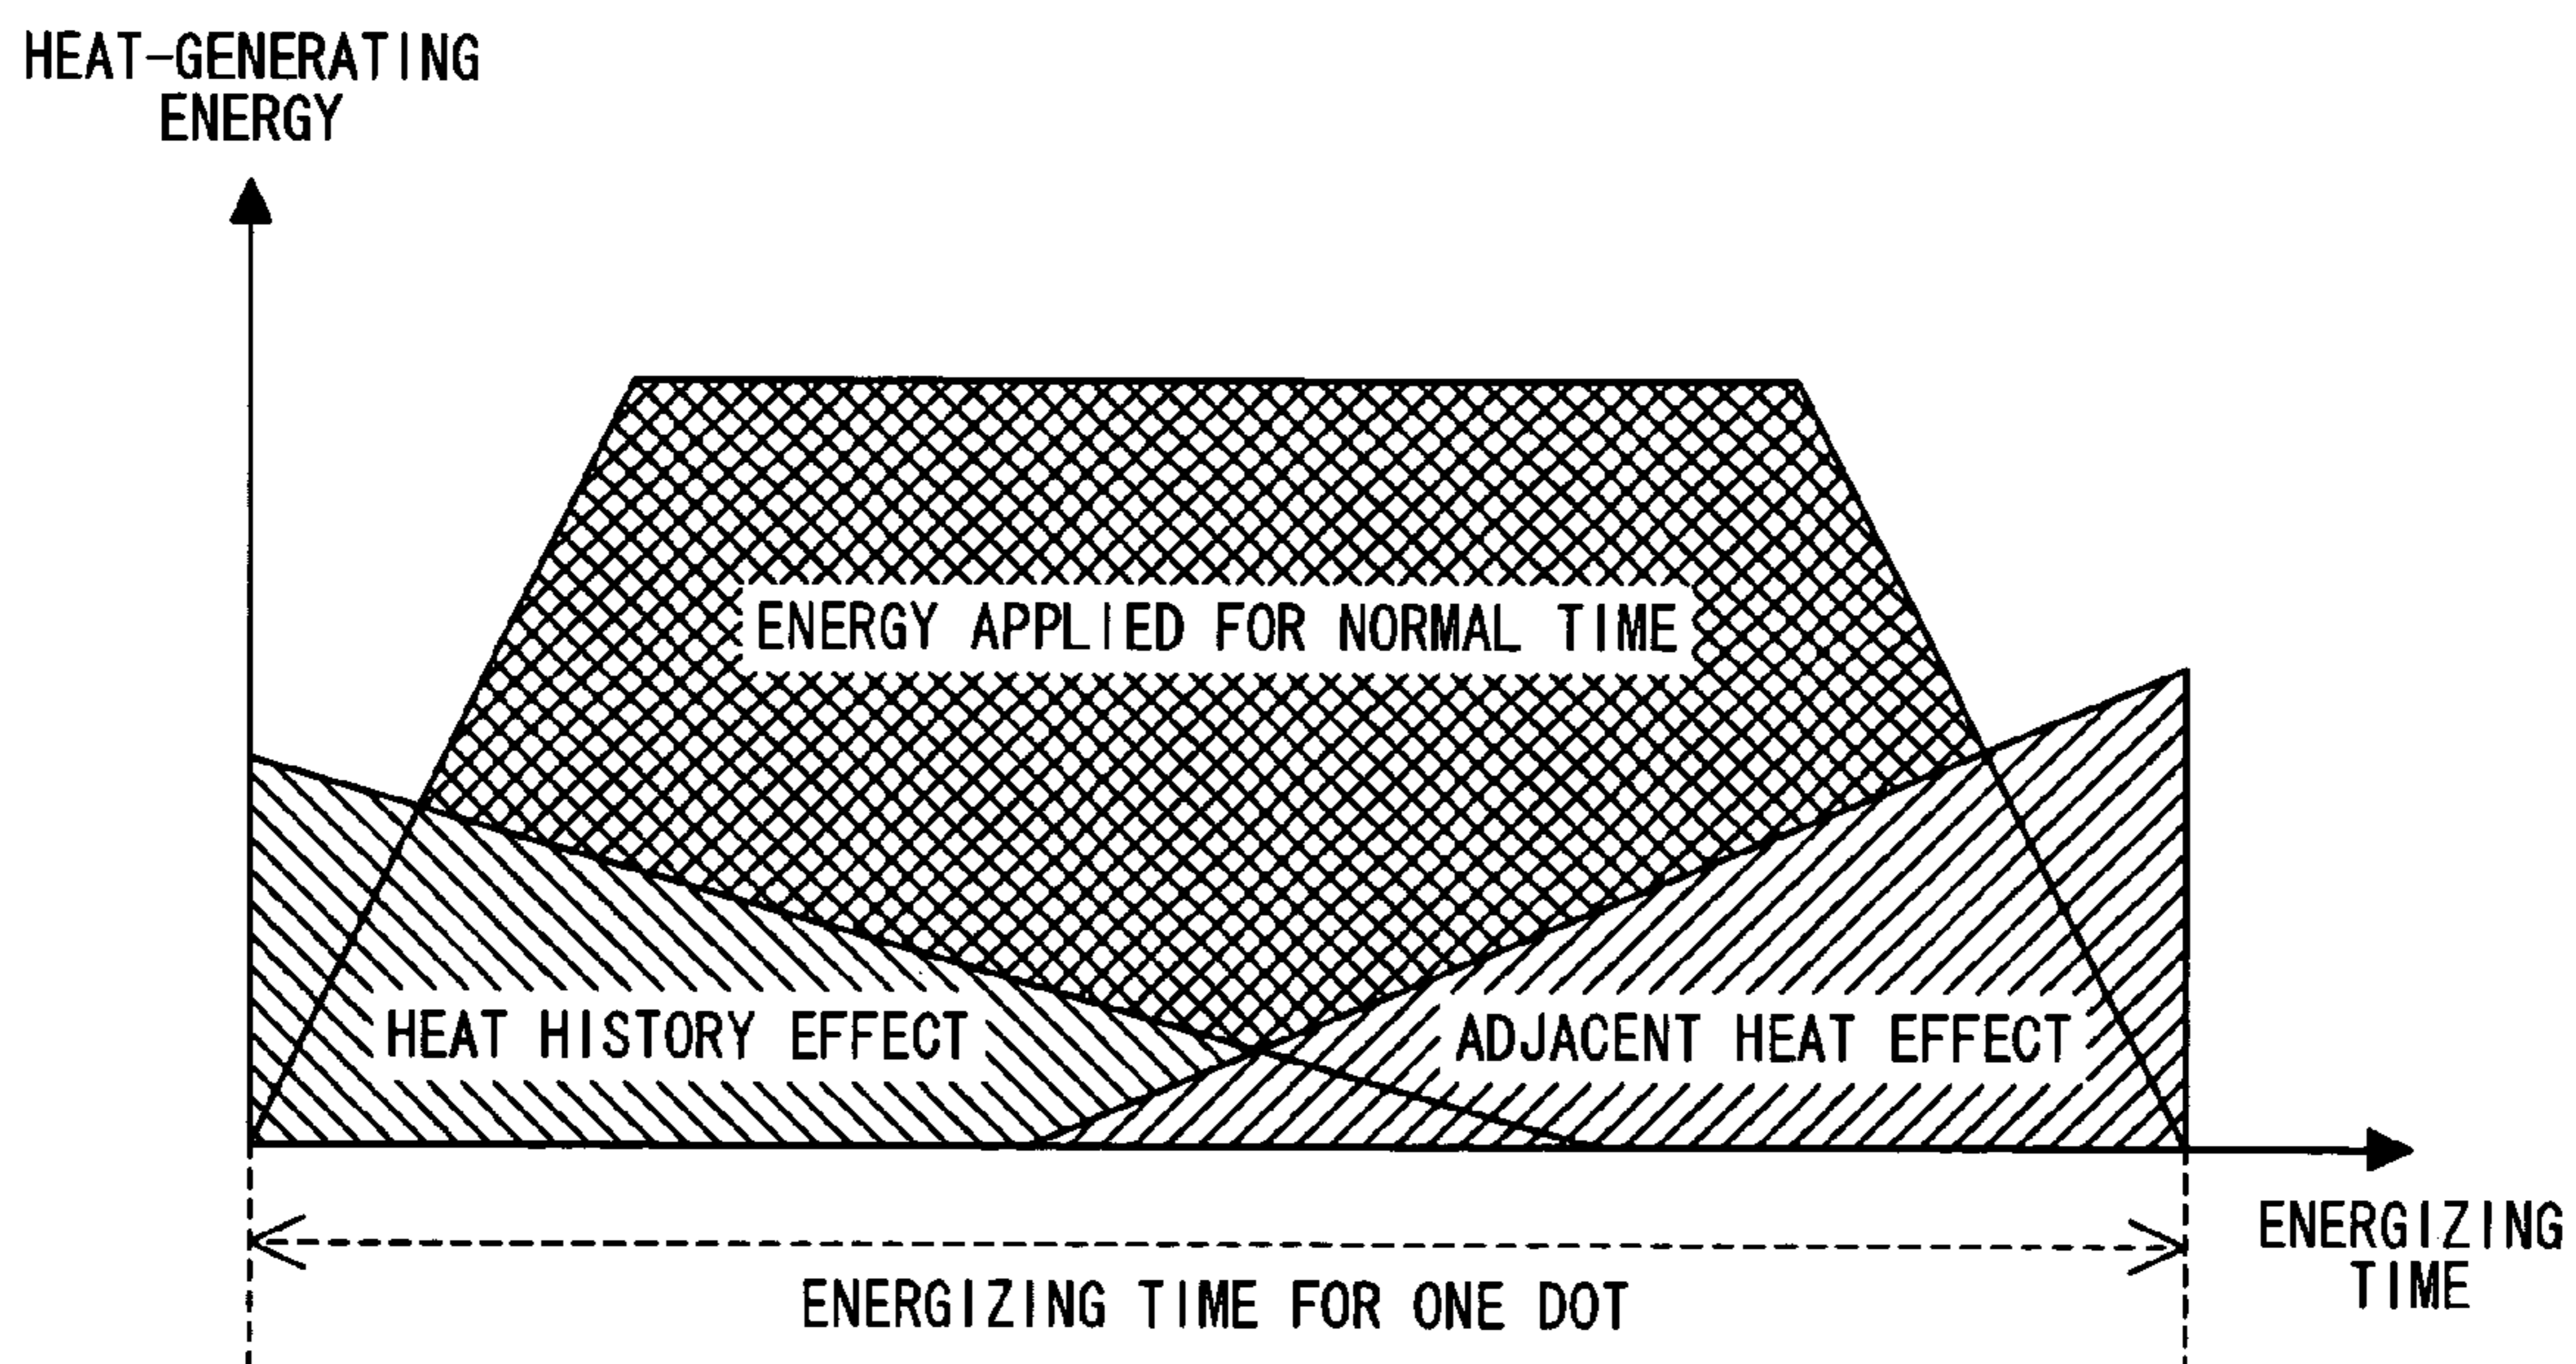 HEAT-GENERATING
ENERGY
ENERGY APPLIED FOR NORMAL TIME
HEAT HISTORY EFFECT
ADJACENT HEAT EFFECT
ENERGIZING
TIME
ENERGIZING TIME FOR ONE DOT